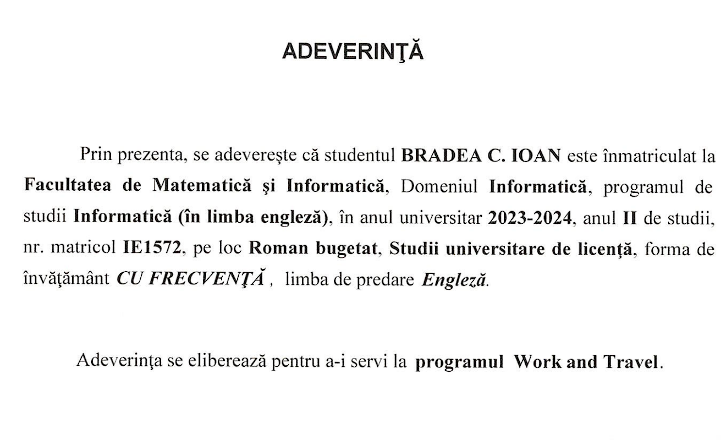 ADEVERINŢĂ
Prin prezenta, se adevereşte că studentul BRADEA C. IOAN este înmatriculat la
Facultatea de Matematică şi Informatică, Domeniul Informatică, programul de
studii Informatică (în limba engleză), în anul universitar 2023-2024, anul II de studii,
nr. matricol IE1572, pe loc Roman bugetat, Studii universitare de licenţă, forma de
învăţământ CU FRECVENŢĂ , limba de predare Engleză.
Adeverinţa se eliberează pentru a-i servi la programul Work and Travel.